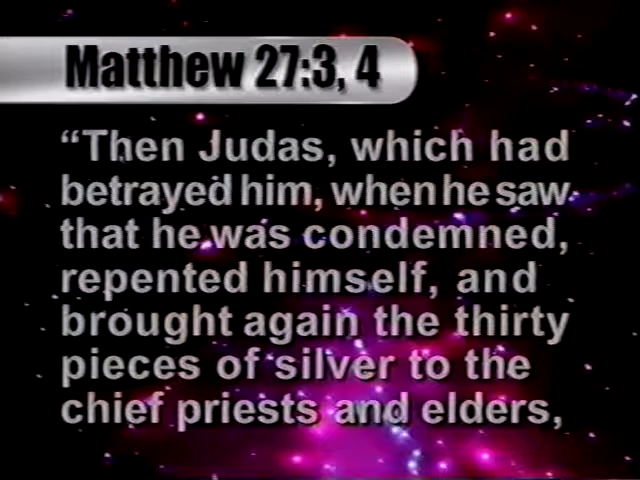 Matthew 27:3, 4
“Then Judas, which had
betrayed him, when he saw
that he was condemned,
repented himself, and
brought again the thirty
pieces of silver to the
chief priests and elders,